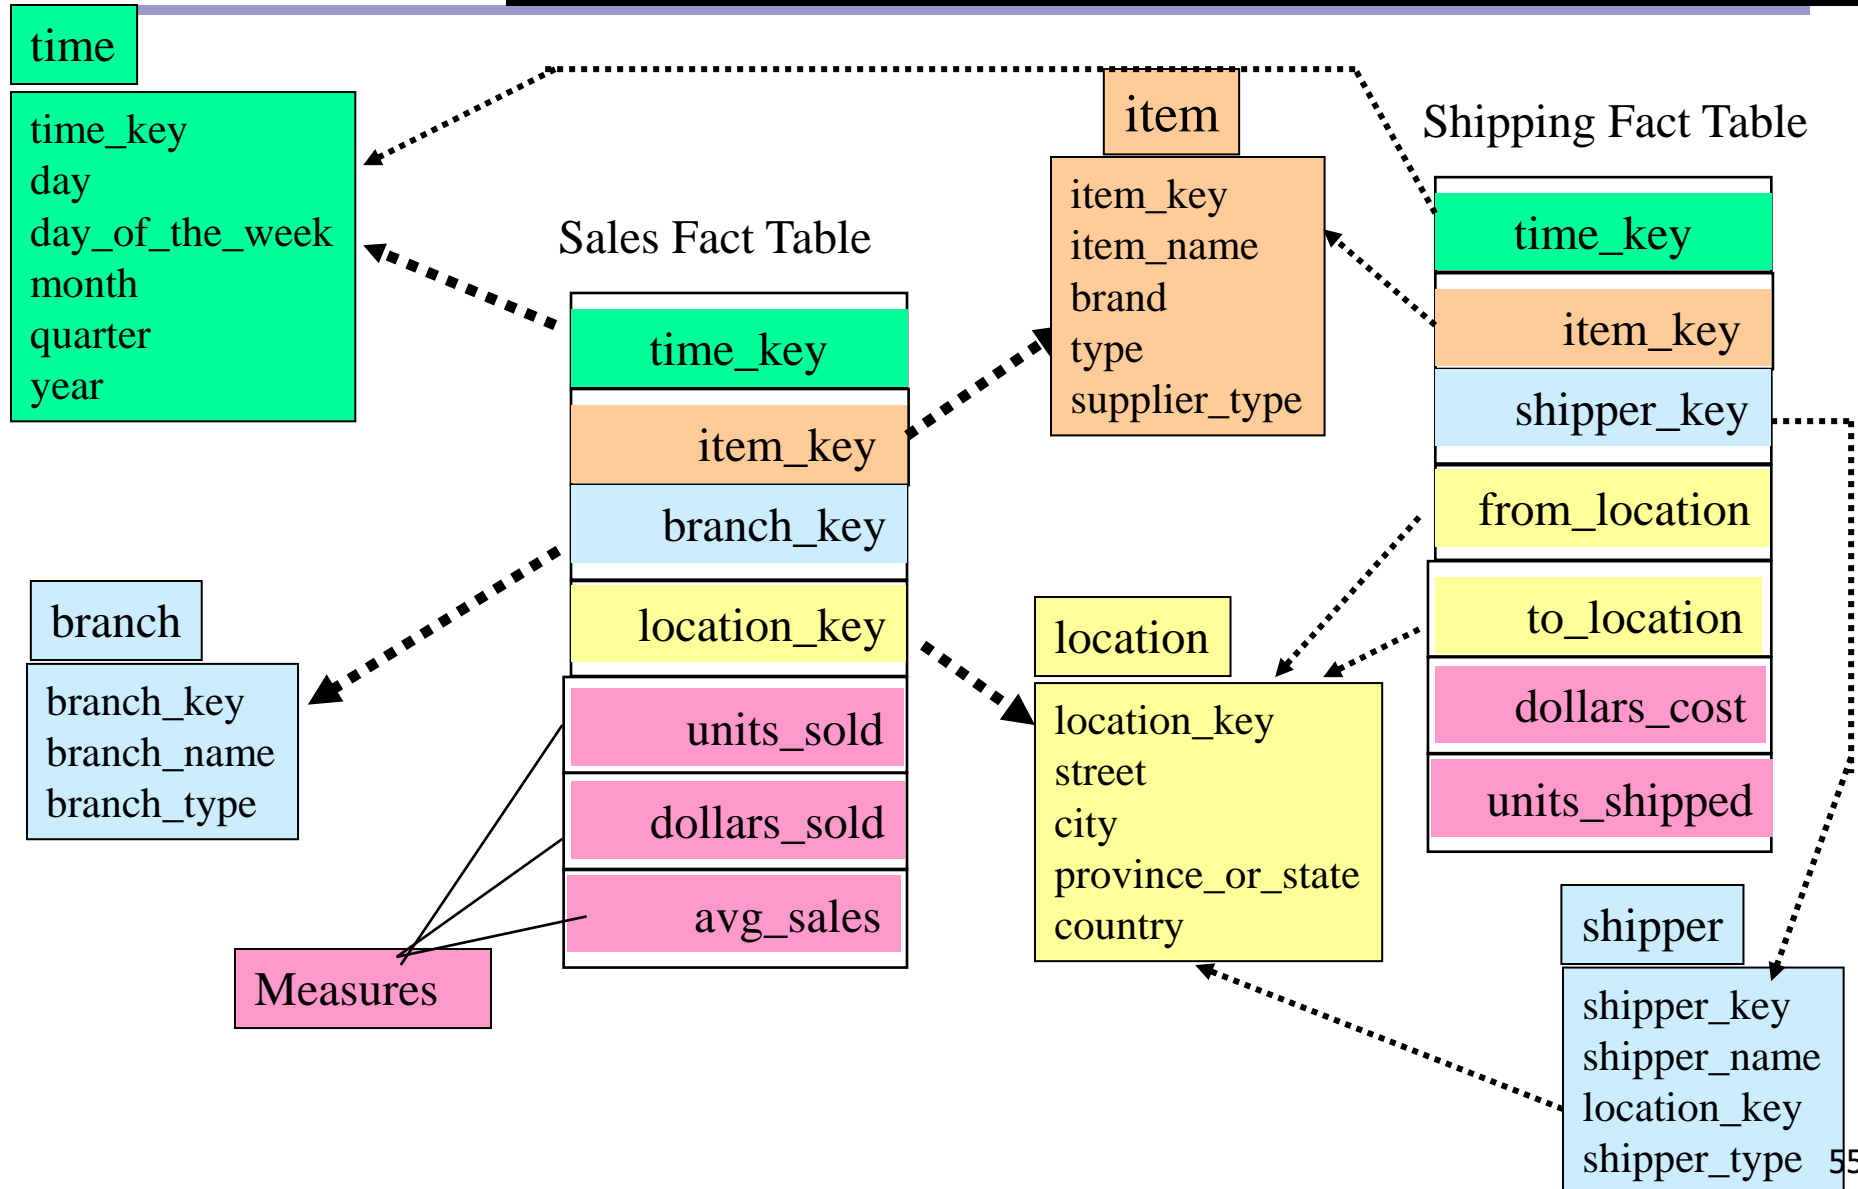 time
time_key
day
day_of_the_week
month
quarter
year
Sales Fact Table
time_key
item_key
branch_key
location_key
units_sold
dollars_sold
avg_sales
Measures
branch
branch_key
branch_name
branch_type
item
item_key
item_name
brand
type
supplier_type
location
location_key
street
city
province_or_state
country
Shipping Fact Table
time_key
item_key
shipper_key
from_location
to_location
dollars_cost
units_shipped
shipper
shipper_key
shipper_name
location_key
shipper_type
55